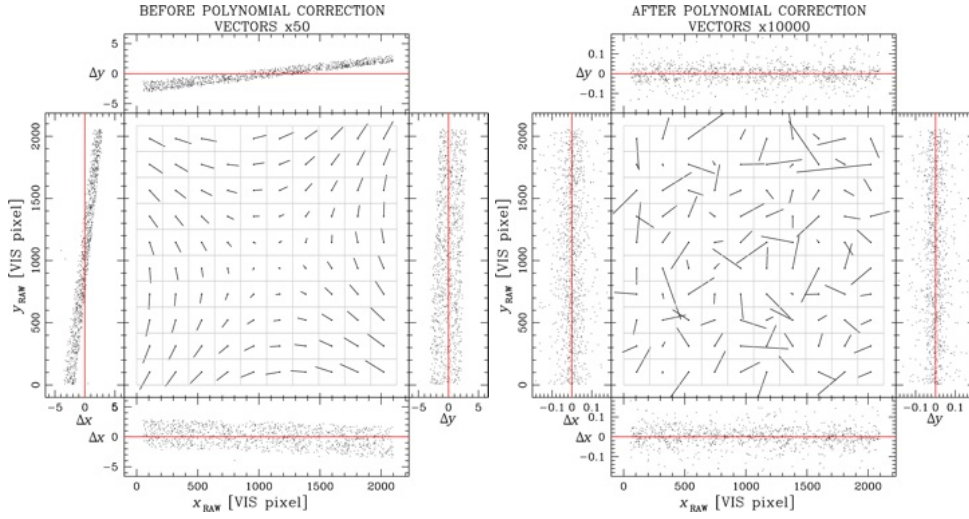 BEFORE POLYNOMIAL CORRECTION
VECTORS x50
5
0
−5
Δy
2000
1500
1000
500
0
y_RAW [VIS pixel]
−5 0 5
Δx
−5 0 5
Δy
5
0
−5
Δx
0 500 1000 1500 2000
x_RAW [VIS pixel]
AFTER POLYNOMIAL CORRECTION
VECTORS x10000
0.1
0
−0.1
Δy
2000
1500
1000
500
0
y_RAW [VIS pixel]
−0.1 0 0.1
Δx
−0.1 0 0.1
Δy
0.1
0
−0.1
Δx
0 500 1000 1500 2000
x_RAW [VIS pixel]